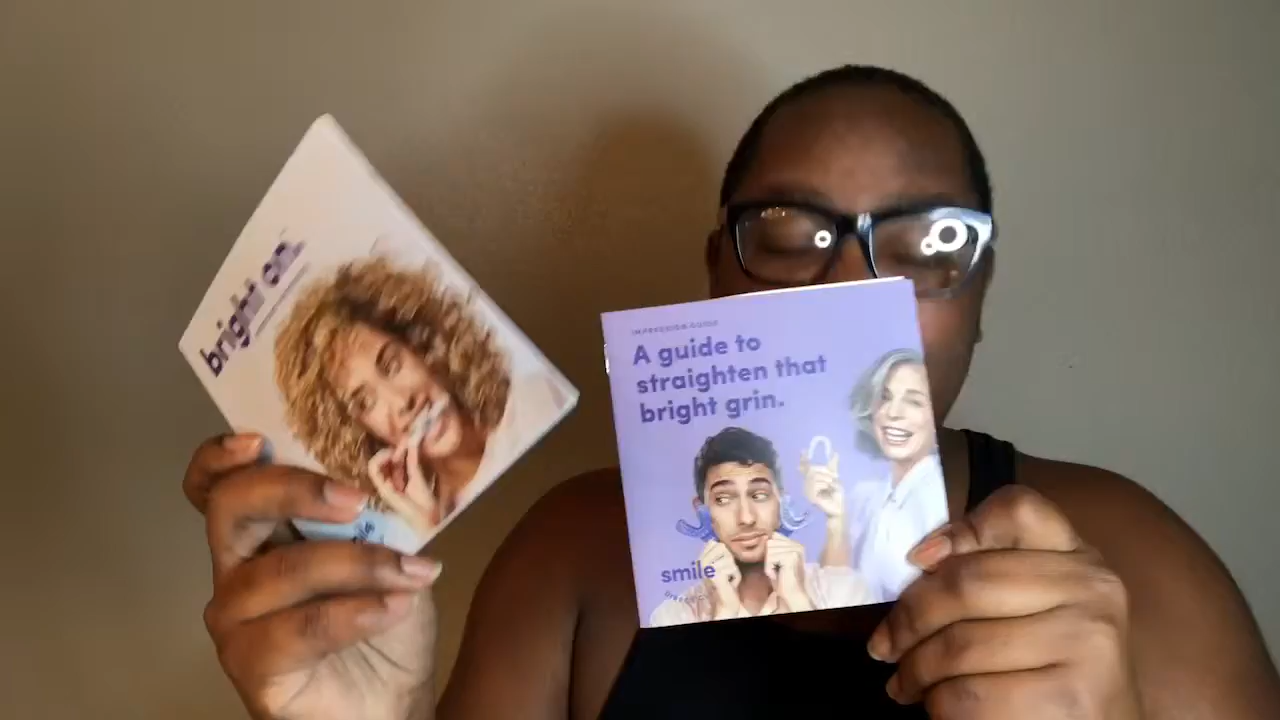 bright on
IMPRESSION GUIDE
A guide to
straighten that
bright grin.
smile